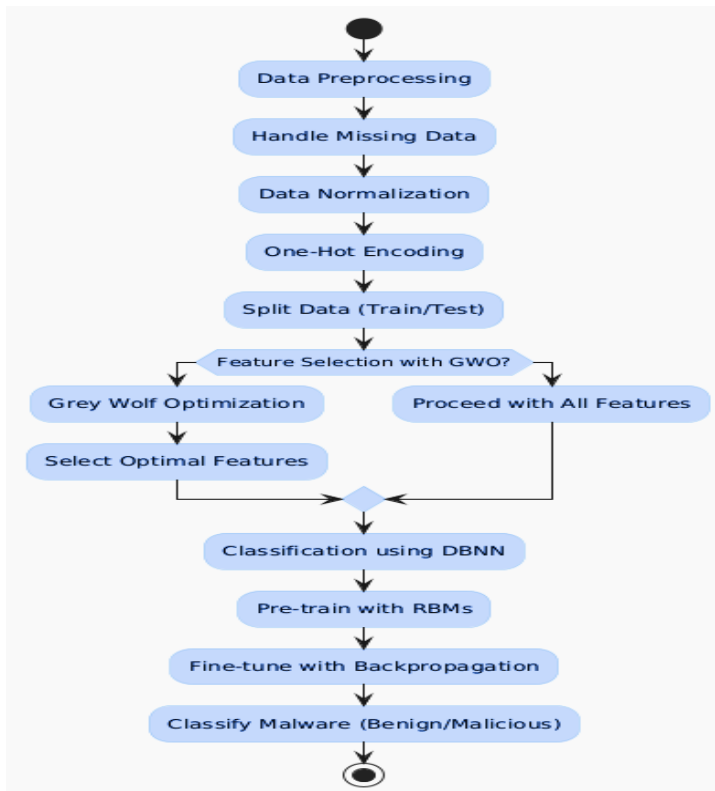 Data Preprocessing
Handle Missing Data
Data Normalization
One-Hot Encoding
Split Data (Train/Test)
Feature Selection with GWO?
Grey Wolf Optimization
Proceed with All Features
Select Optimal Features
Classification using DBNN
Pre-train with RBMs
Fine-tune with Backpropagation
Classify Malware (Benign/Malicious)